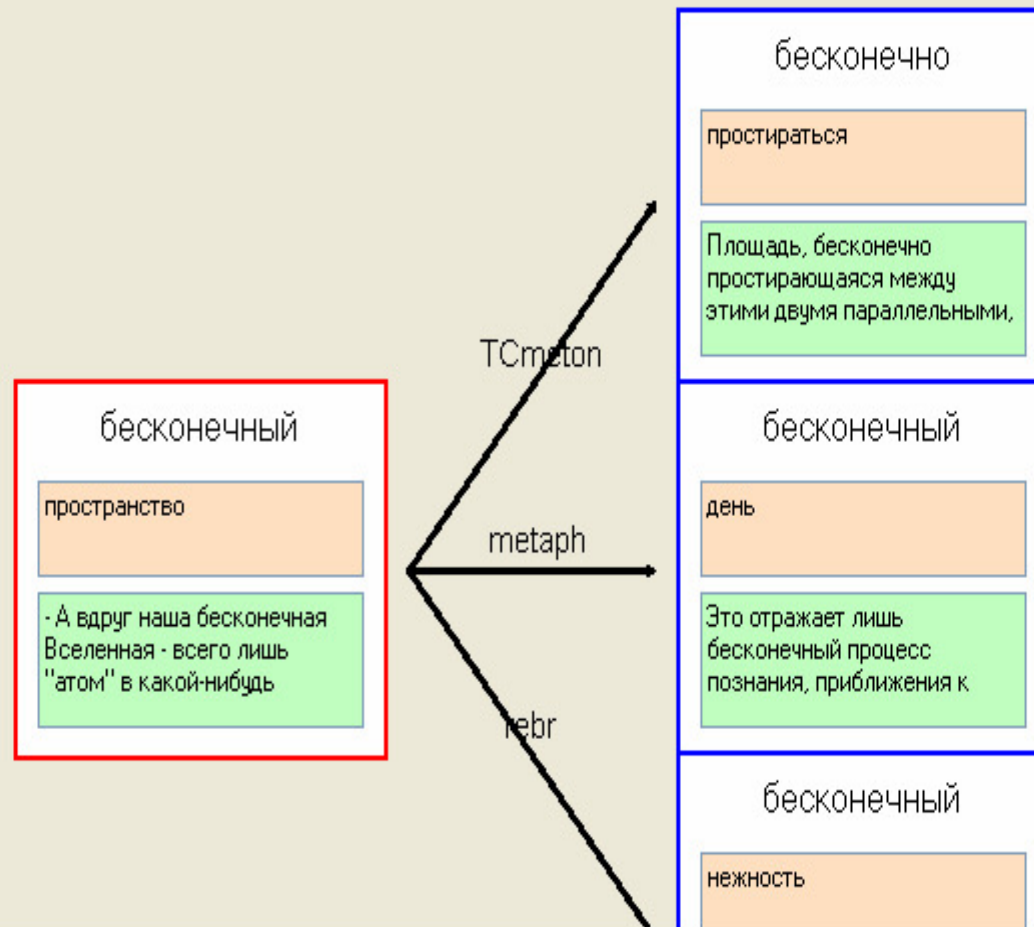 бесконечный
пространство
- А вдруг наша бесконечная
Вселенная - всего лишь
"атом" в какой-нибудь
TCmeton
metaph
rebr
бесконечно
простираться
Площадь, бесконечно
простирающаяся между
этими двумя параллельными,
бесконечный
день
Это отражает лишь
бесконечный процесс
познания, приближения к
бесконечный
нежность